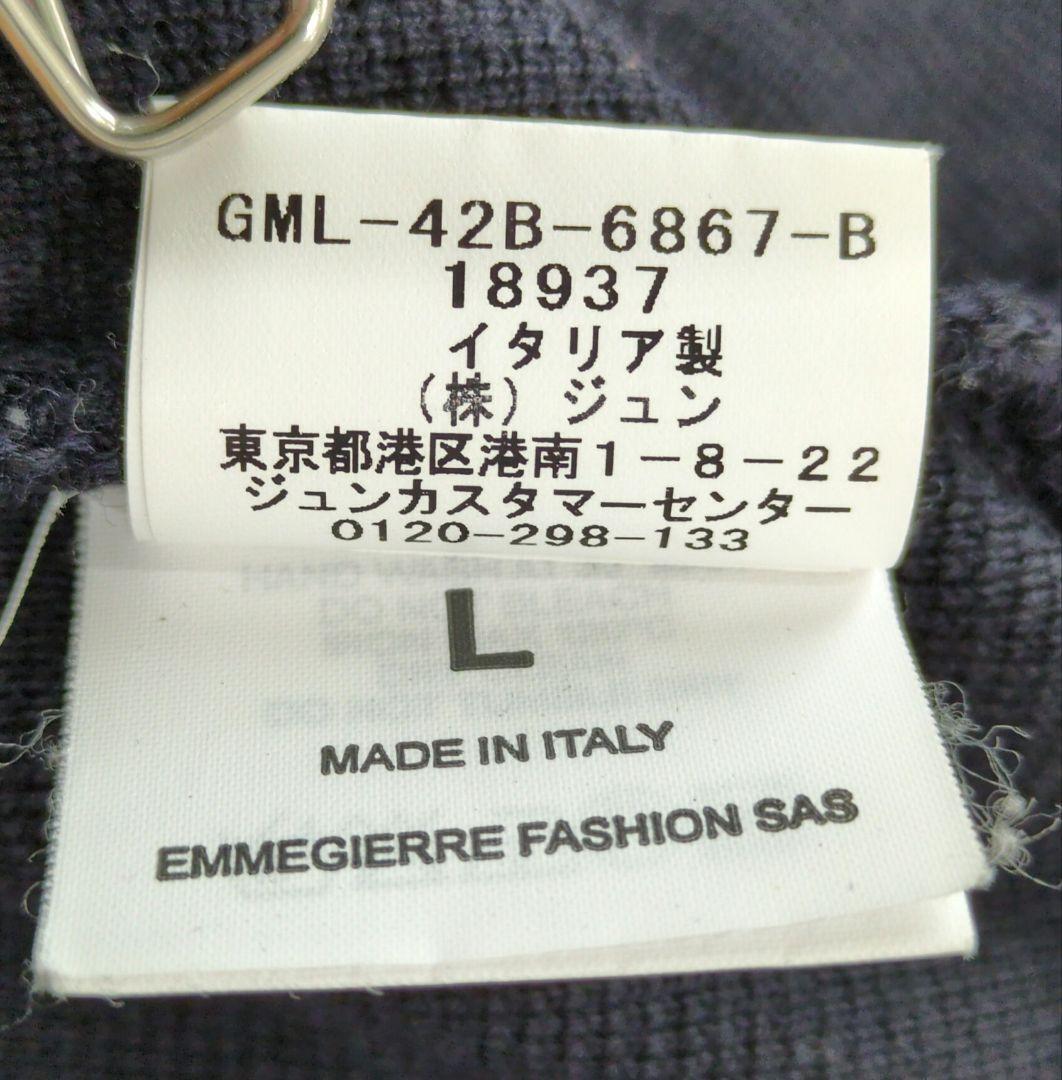 GML-42B-6867-B
18937
イタリア製
（株）ジュン
東京都港区港南1-8-22
ジュンカスタマーセンター
0120-298-133
L
MADE IN ITALY
EMMEGIERRE FASHION SAS